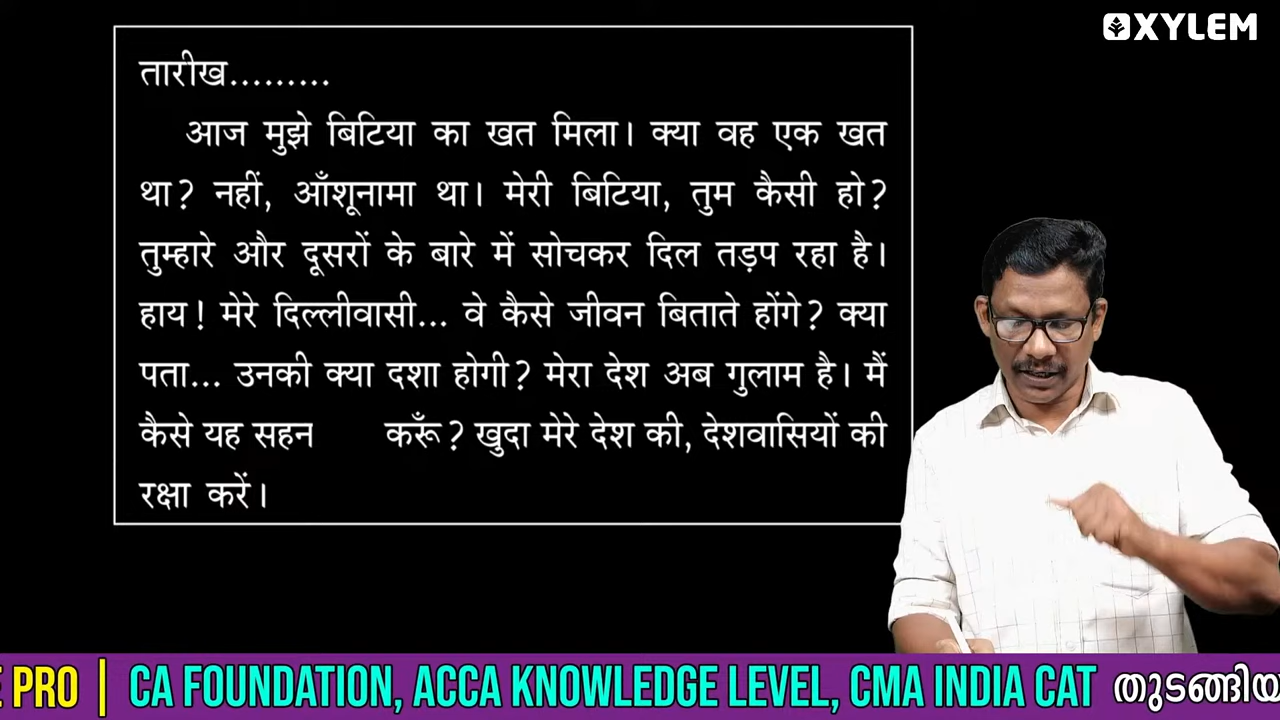 XYLEM
तारीख.........
आज मुझे बिटिया का खत मिला। क्या वह एक खत
था? नहीं, आँशूनामा था। मेरी बिटिया, तुम कैसी हो?
तुम्हारे और दूसरों के बारे में सोचकर दिल तड़प रहा है।
हाय! मेरे दिल्लीवासी... वे कैसे जीवन बिताते होंगे? क्या
पता... उनकी क्या दशा होगी? मेरा देश अब गुलाम है। मैं
कैसे यह सहन करूँ? खुदा मेरे देश की, देशवासियों की
रक्षा करें।
PRO | CA FOUNDATION, ACCA KNOWLEDGE LEVEL, CMA INDIA CAT തുടങ്ങിയ